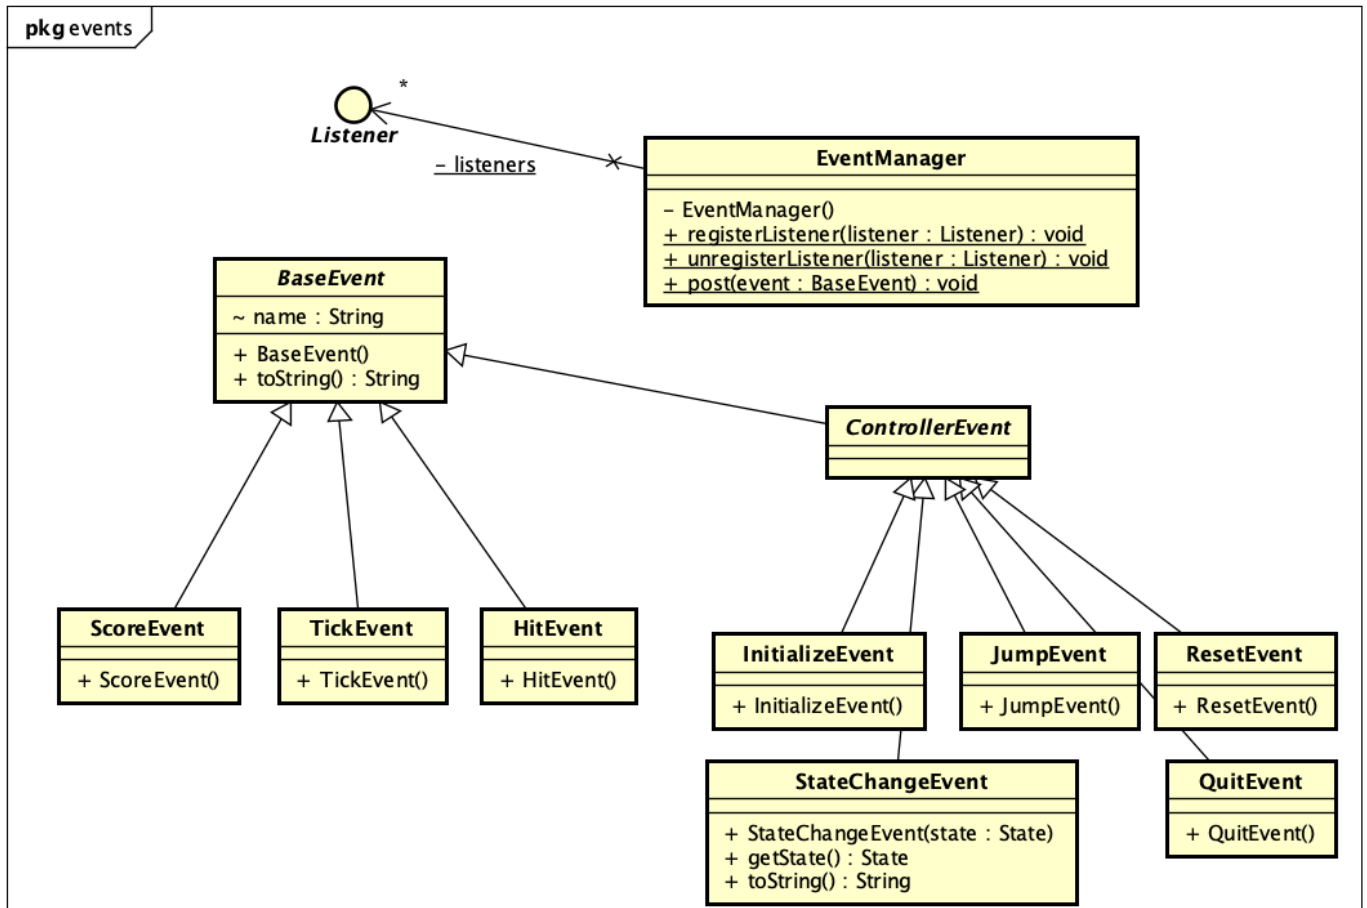 pkg events
*
Listener
– listeners
EventManager
– EventManager()
+ registerListener(listener : Listener) : void
+ unregisterListener(listener : Listener) : void
+ post(event : BaseEvent) : void
BaseEvent
~ name : String
+ BaseEvent()
+ toString() : String
ControllerEvent
ScoreEvent
+ ScoreEvent()
TickEvent
+ TickEvent()
HitEvent
+ HitEvent()
InitializeEvent
+ InitializeEvent()
JumpEvent
+ JumpEvent()
ResetEvent
+ ResetEvent()
StateChangeEvent
+ StateChangeEvent(state : State)
+ getState() : State
+ toString() : String
QuitEvent
+ QuitEvent()